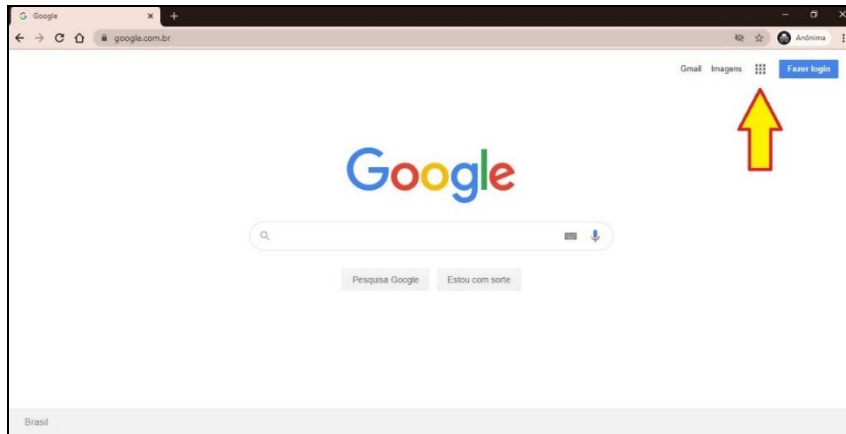 G Google
google.com.br
Anônima
Gmail Imagens Fazer login
Google
Pesquisa Google Estou com sorte
Brasil